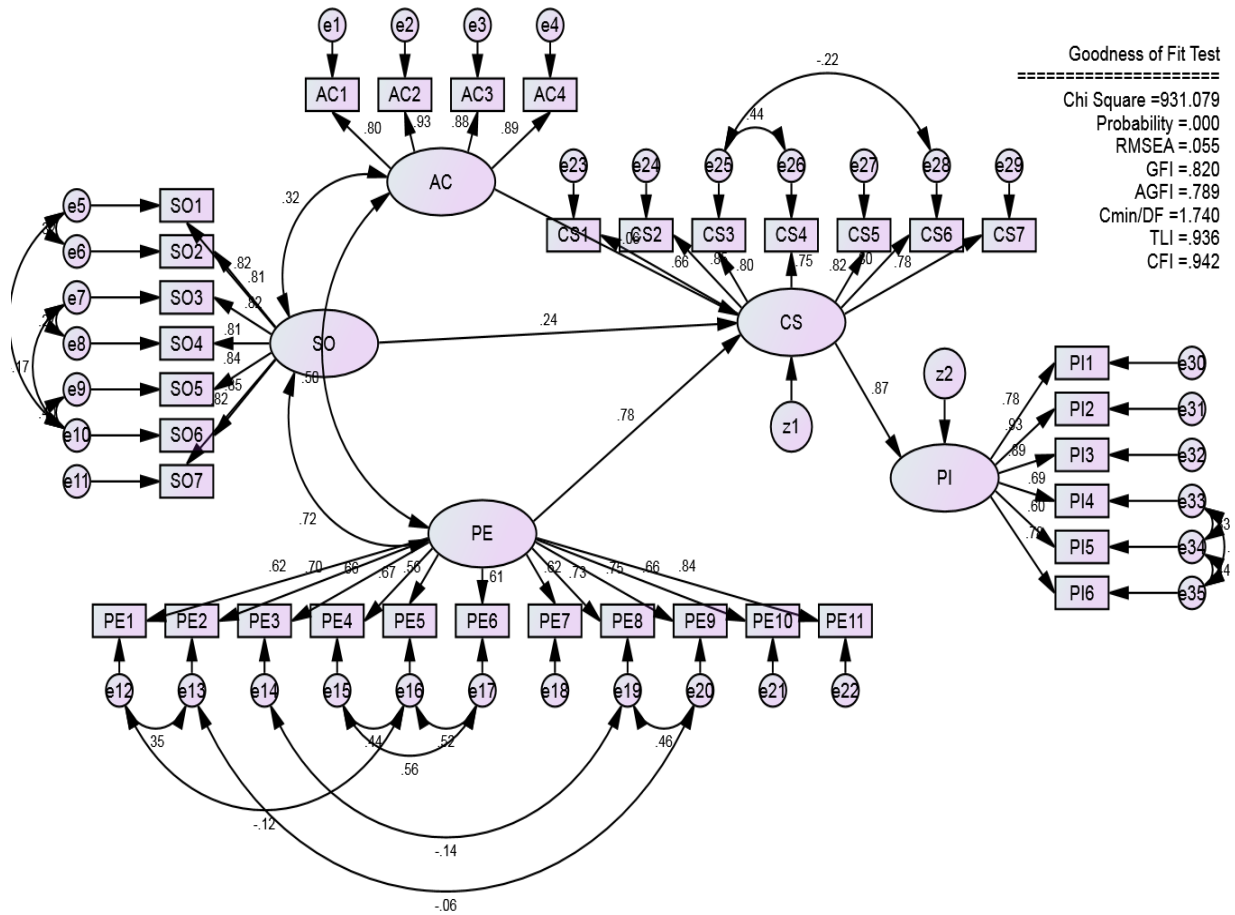 e1 e2 e3 e4
Goodness of Fit Test
=====================
Chi Square =931.079
Probability =.000
RMSEA =.055
GFI =.820
AGFI =.789
Cmin/DF =1.740
TLI =.936
CFI =.942
-.22
AC1 AC2 AC3 AC4
.44
.80 .93 .88 .89
e23 e24 e25 e26 e27 e28 e29
AC
e5 SO1
.32
e6 SO2
CS1 CS2 CS3 CS4 CS5 CS6 CS7
.66 .80 .75 .82 .78
.82
.81
e7 SO3
e8 SO4
.81
SO
.24
CS
.84
.17
e9 SO5
.82
e10 SO6
e11 SO7
.78
z1
.87
z2
PI
PI1 e30
.78
PI2 e31
.93
PI3 e32
.89
.69
PI4 e33
.60
PI5 e34
PI6 e35
.72
PE
.62 .70 .66 .67 .56 .61 .62 .73 .75 .66 .84
PE1 PE2 PE3 PE4 PE5 PE6 PE7 PE8 PE9 PE10 PE11
e12 e13 e14 e15 e16 e17 e18 e19 e20 e21 e22
.35 .44 .52 .46
.56
-.12
-.14
-.06